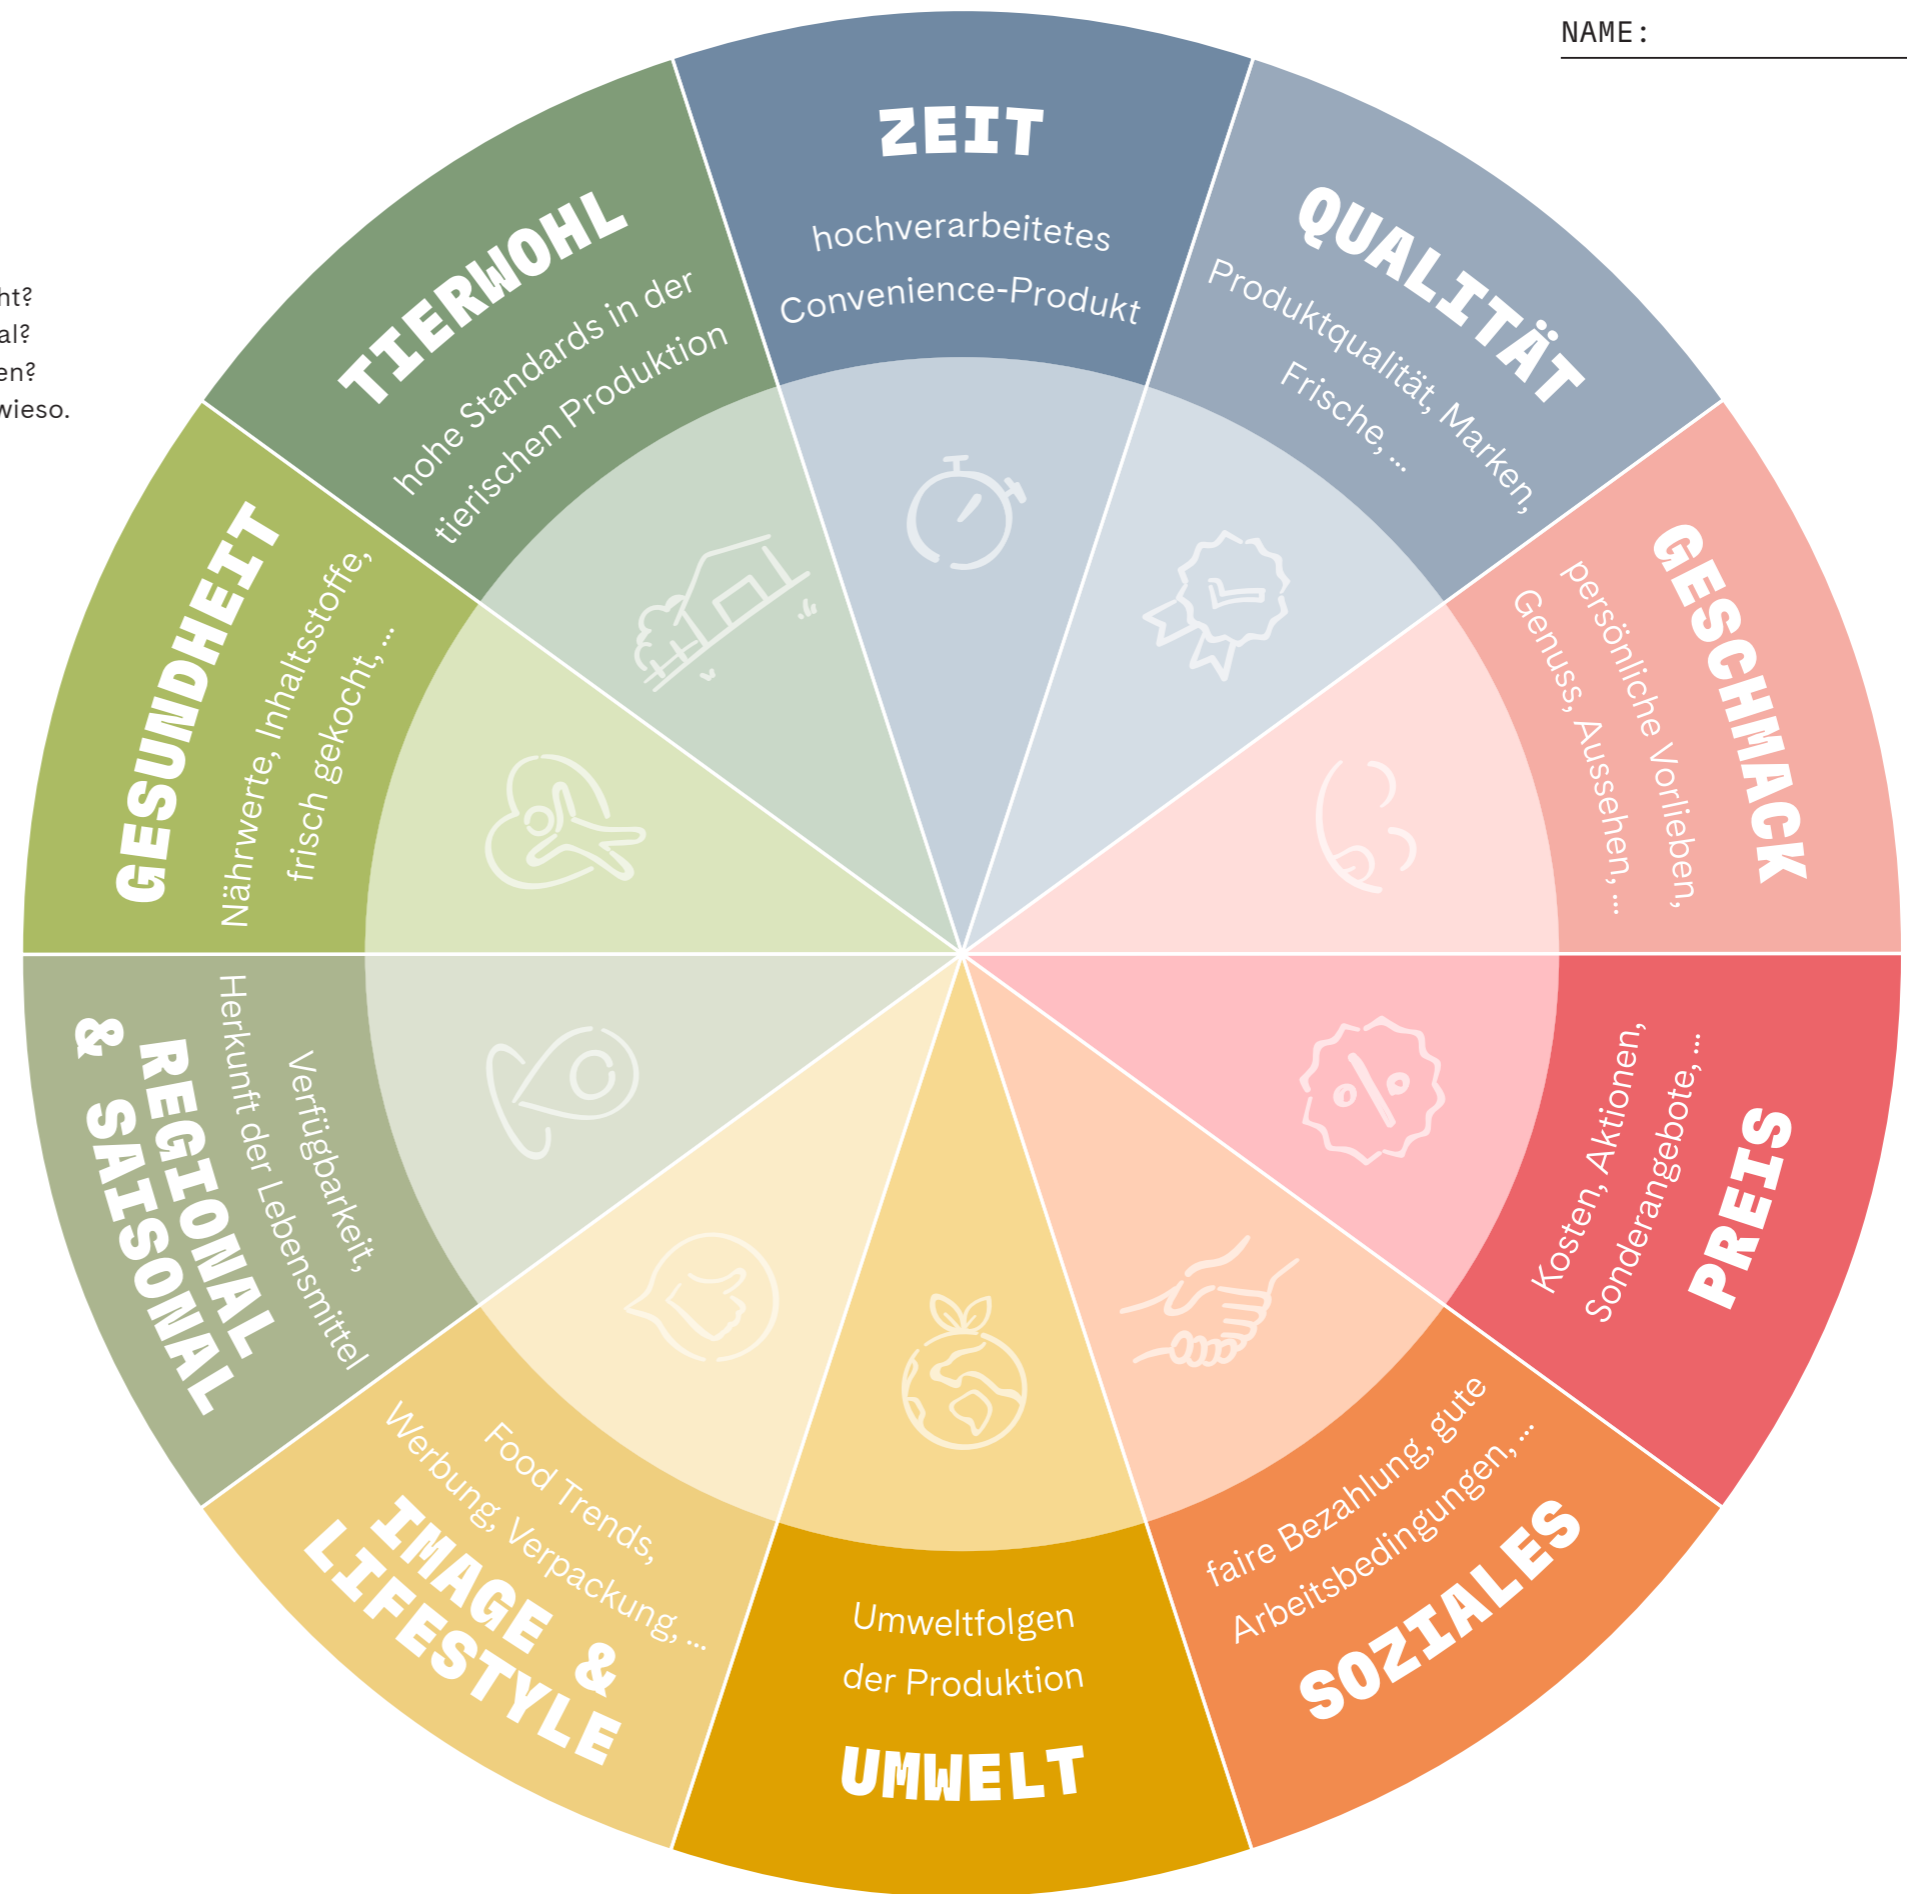 NAME:
ht?
al?
en?
wieso.
ZEIT
hochverarbeitetes
Convenience-Produkt
QUALITÄT
Produktqualität, Marken,
Frische, ...
GESCHMACK
persönliche Vorlieben,
Genuss, Aussehen, ...
Kosten, Aktionen,
Sonderangebote, ...
PREIS
faire Bezahlung, gute
Arbeitsbedingungen, ...
SOZIALES
Umweltfolgen
der Produktion
UMWELT
Food Trends,
Werbung, Verpackung, ...
IMAGE &
LIFESTYLE
Verfügbarkeit,
Herkunft der Lebensmittel
REGIONAL
& SAISONAL
GESUNDHEIT
Nährwerte, Inhaltsstoffe,
frisch gekocht, ...
TIERWOHL
hohe Standards in der
tierischen Produktion